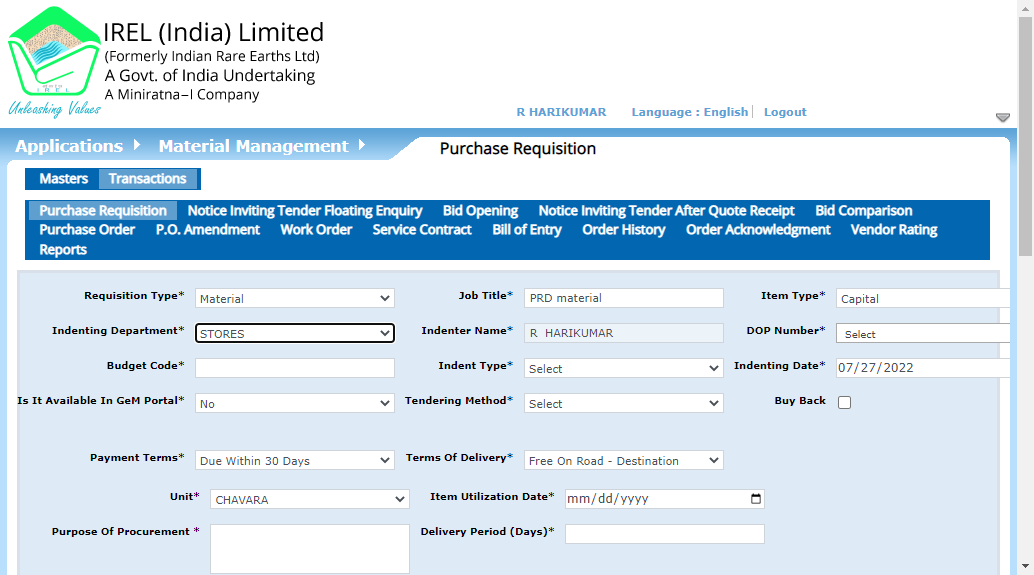 IREL (India) Limited
(Formerly Indian Rare Earths Ltd)
A Govt. of India Undertaking
A Miniratna-I Company
IREL
Unleashing Values
R HARIKUMAR Language : English Logout
Applications Material Management Purchase Requisition
Masters Transactions
Purchase Requisition Notice Inviting Tender Floating Enquiry Bid Opening Notice Inviting Tender After Quote Receipt Bid Comparison
Purchase Order P.O. Amendment Work Order Service Contract Bill of Entry Order History Order Acknowledgment Vendor Rating
Reports
Requisition Type* Material Job Title* PRD material Item Type* Capital
Indenting Department* STORES Indenter Name* R HARIKUMAR DOP Number* Select
Budget Code* Indent Type* Select Indenting Date* 07/27/2022
Is It Available In GeM Portal* No Tendering Method* Select Buy Back
Payment Terms* Due Within 30 Days Terms Of Delivery* Free On Road - Destination
Unit* CHAVARA Item Utilization Date* mm/dd/yyyy
Purpose Of Procurement * Delivery Period (Days)*